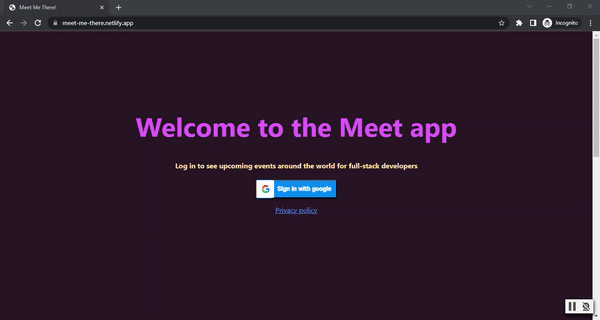 Meet Me There!
meet-me-there.netlify.app
Incognito
Welcome to the Meet app
Log in to see upcoming events around the world for full-stack developers
Sign in with google
Privacy policy